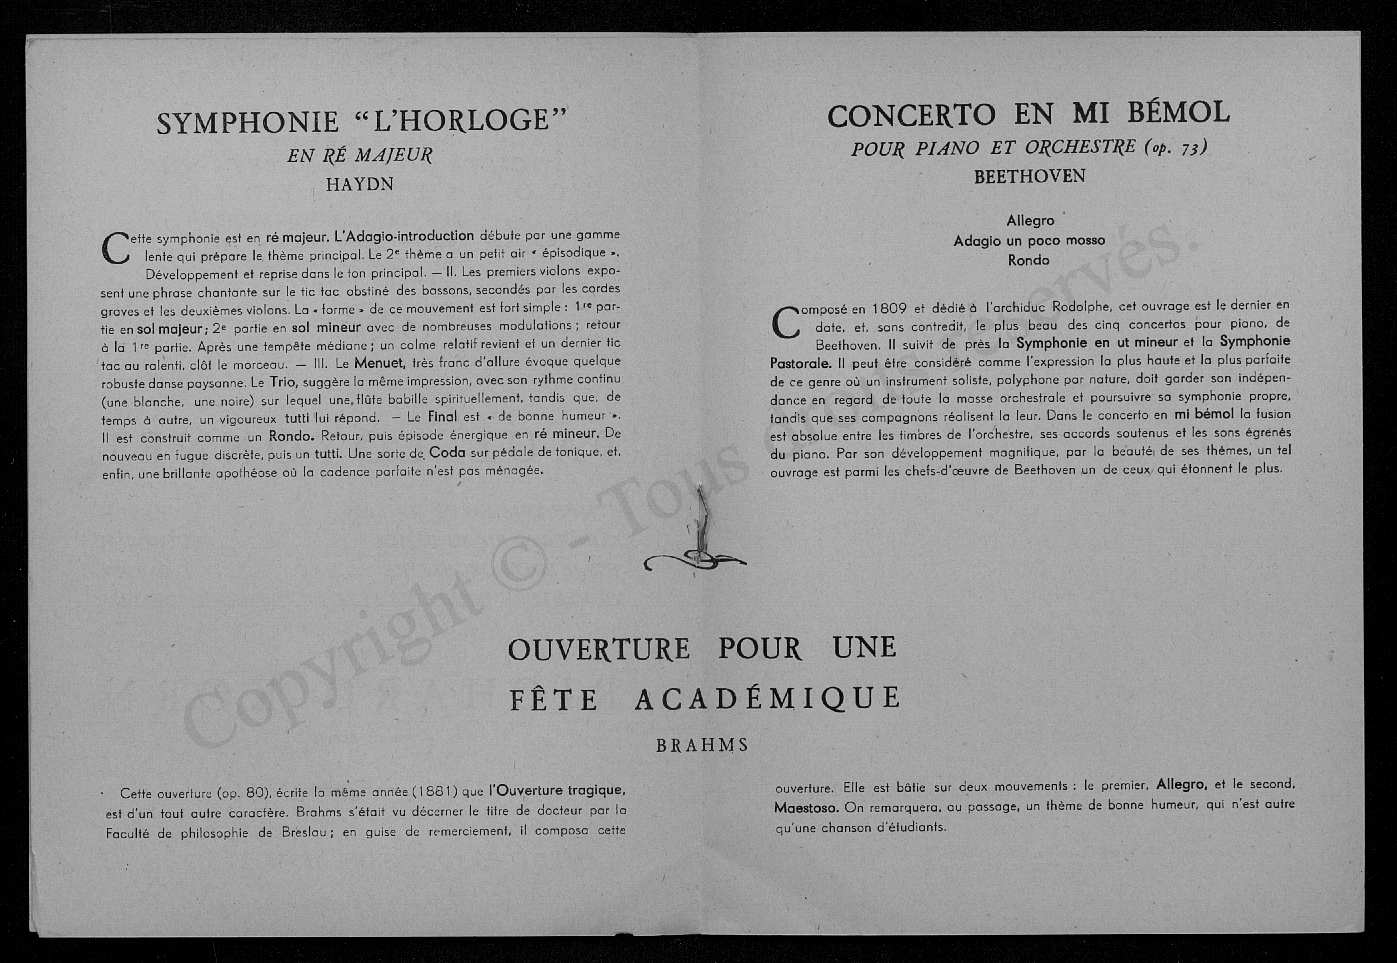 SYMPHONIE “L’HORLOGE”
EN RÉ MAJEUR
HAYDN
Cette symphonie est en ré majeur. L'Adagio-introduction débute par une gamme
lente qui prépare le thème principal. Le 2e thème a un petit air « épisodique ».
Développement et reprise dans le ton principal. — II. Les premiers violons expo-
sent une phrase chantante sur le tic tac obstiné des bassons, secondés par les cordes
graves et les deuxièmes violons. La « forme » de ce mouvement est fort simple : 1re par-
tie en sol majeur; 2e partie en sol mineur avec de nombreuses modulations ; retour
à la 1re partie. Après une tempête médiane ; un calme relatif revient et un dernier tic
tac au ralenti, clôt le morceau. — III. Le Menuet, très franc d'allure évoque quelque
robuste danse paysanne. Le Trio, suggère la même impression, avec son rythme continu
(une blanche, une noire) sur lequel une flûte babille spirituellement, tandis que, de
temps à autre, un vigoureux tutti lui répond. — Le Final est « de bonne humeur ».
Il est construit comme un Rondo. Retour, puis épisode énergique en ré mineur. De
nouveau en fugue discrète, puis un tutti. Une sorte de Coda sur pédale de tonique, et,
enfin, une brillante apothéose où la cadence parfaite n'est pas ménagée.
CONCERTO EN MI BÉMOL
POUR PIANO ET ORCHESTRE (op. 73)
BEETHOVEN
Allegro
Adagio un poco mosso
Rondo
Composé en 1809 et dédié à l'archiduc Rodolphe, cet ouvrage est le dernier en
date, et, sans contredit, le plus beau des cinq concertos pour piano, de
Beethoven. Il suivit de près la Symphonie en ut mineur et la Symphonie
Pastorale. Il peut être considéré comme l'expression la plus haute et la plus parfaite
de ce genre où un instrument soliste, polyphone par nature, doit garder son indépen-
dance en regard de toute la masse orchestrale et poursuivre sa symphonie propre,
tandis que ses compagnons réalisent la leur. Dans le concerto en mi bémol la fusion
est absolue entre les timbres de l'orchestre, ses accords soutenus et les sons égrenés
du piano. Par son développement magnifique, par la beauté de ses thèmes, un tel
ouvrage est parmi les chefs-d'œuvre de Beethoven un de ceux qui étonnent le plus.
OUVERTURE POUR UNE
FÊTE ACADÉMIQUE
BRAHMS
Cette ouverture (op. 80), écrite la même année (1881) que l'Ouverture tragique,
est d'un tout autre caractère. Brahms s'était vu décerner le titre de docteur par la
Faculté de philosophie de Breslau ; en guise de remerciement, il composa cette
ouverture. Elle est bâtie sur deux mouvements : le premier, Allegro, et le second,
Maestoso. On remarquera, au passage, un thème de bonne humeur, qui n'est autre
qu'une chanson d'étudiants.
Copyright © - Tous droits réservés.